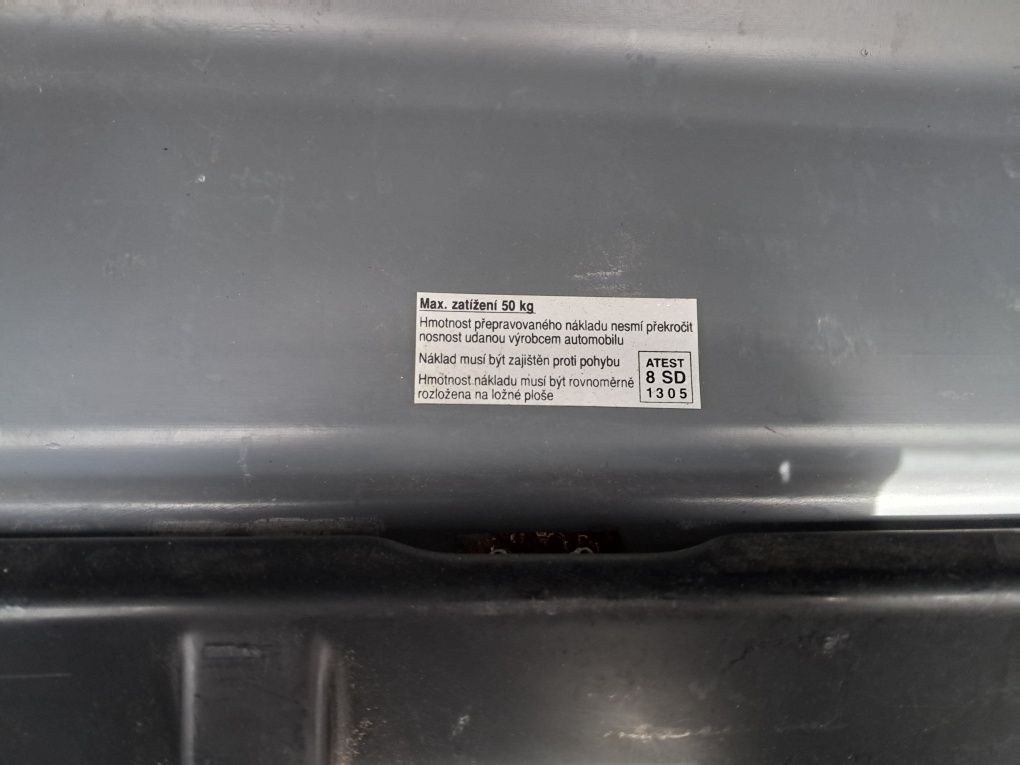 Max. zatížení 50 kg
Hmotnost přepravovaného nákladu nesmí překročit
nosnost udanou výrobcem automobilu
Náklad musí být zajištěn proti pohybu
Hmotnost nákladu musí být rovnoměrně
rozložena na ložné ploše
ATEST
8 SD
1305